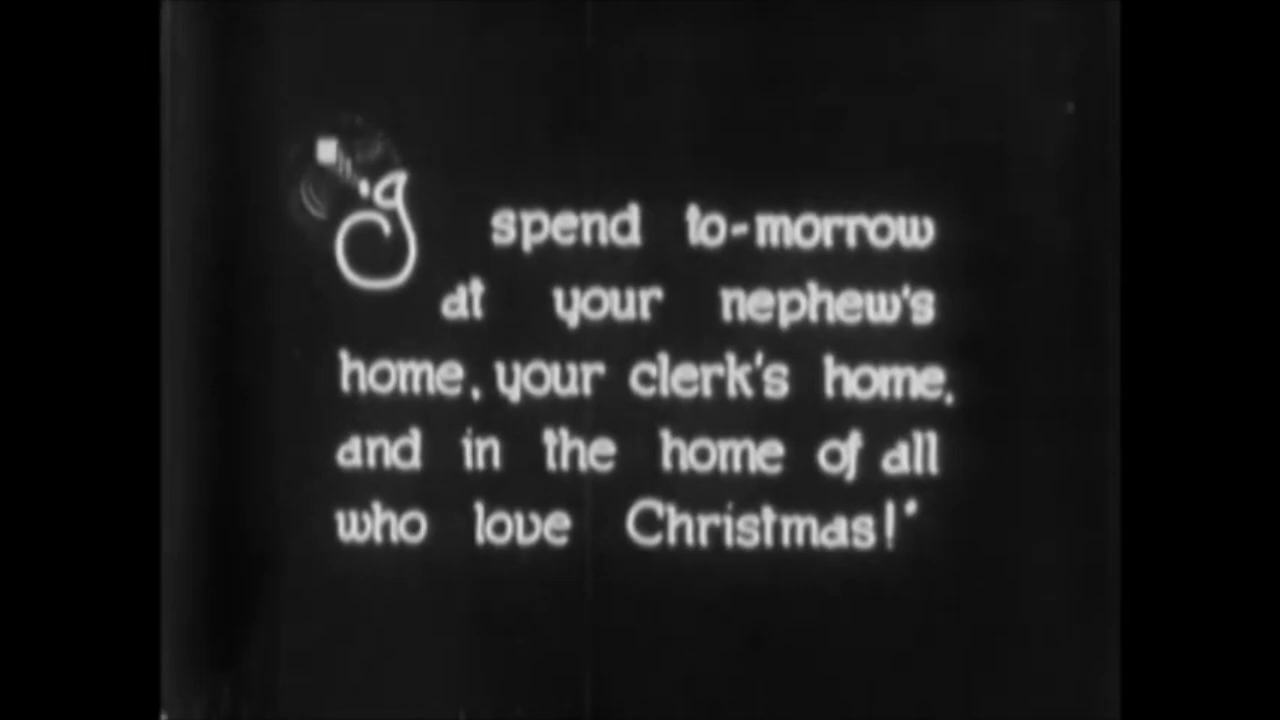 'I spend to-morrow
at your nephew's
home, your clerk's home,
and in the home of all
who love Christmas!'